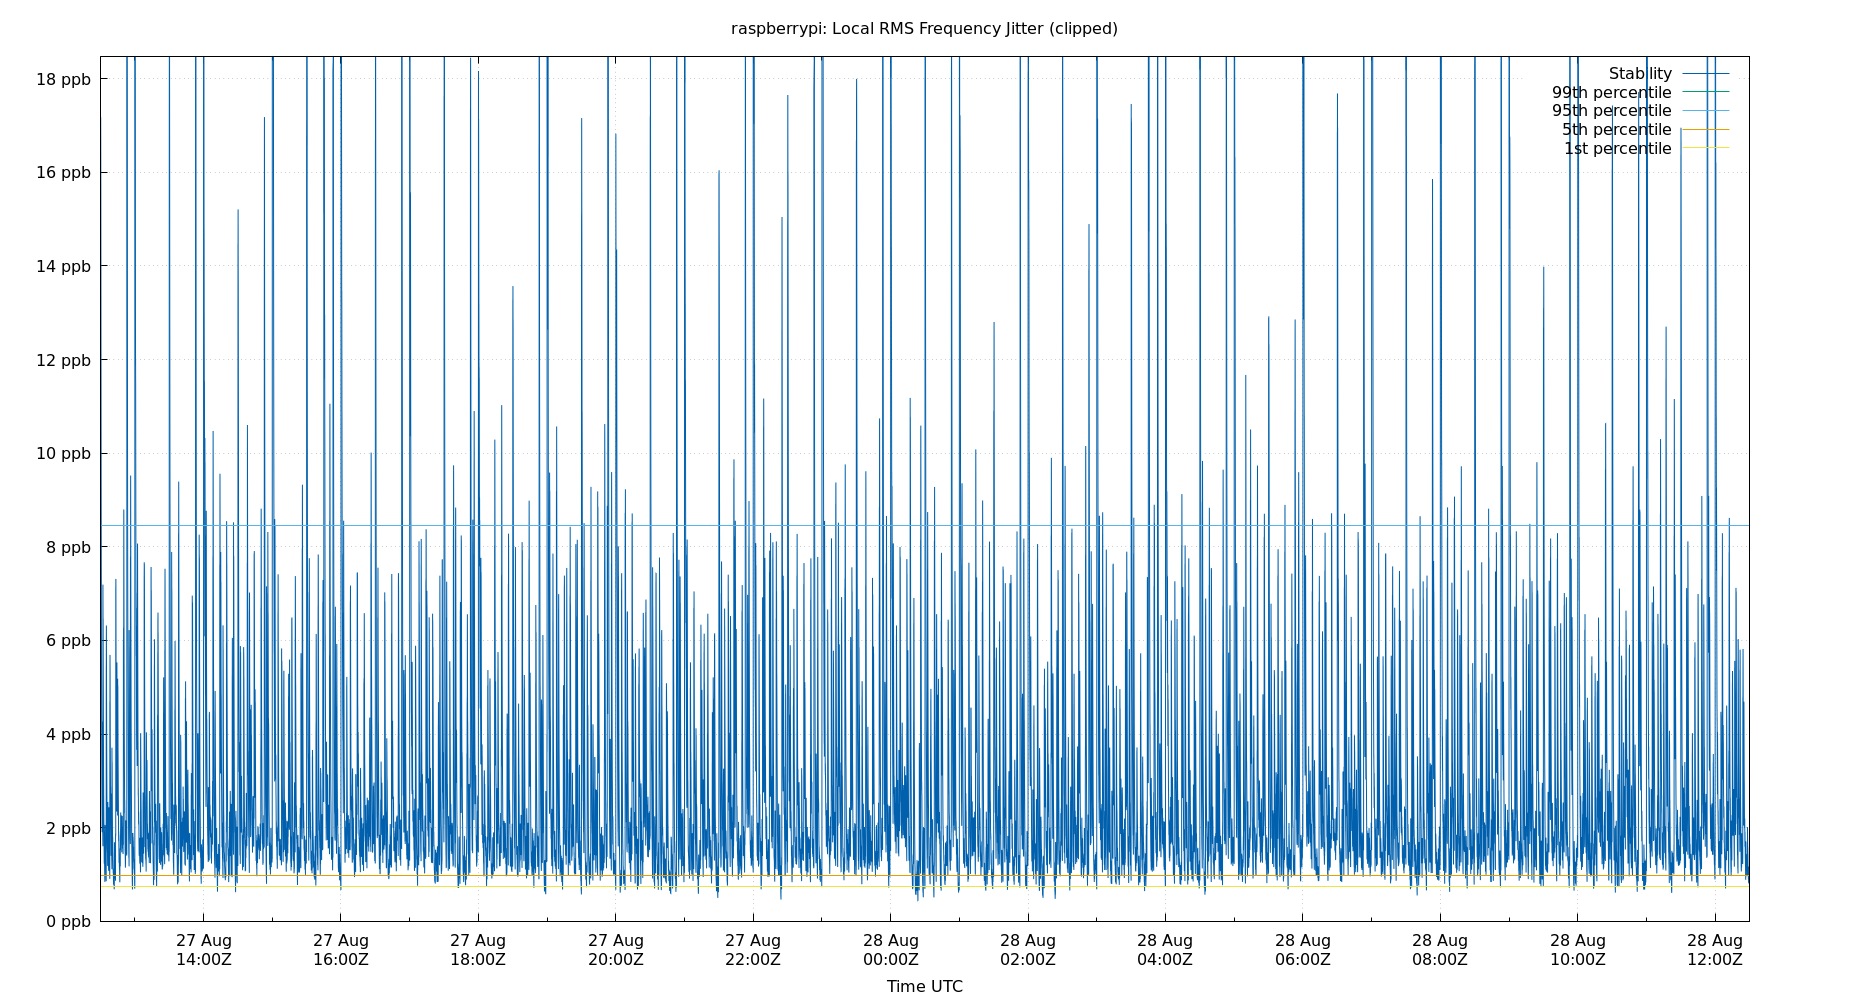 raspberrypi: Local RMS Frequency Jitter (clipped)
18 ppb
16 ppb
14 ppb
12 ppb
10 ppb
8 ppb
6 ppb
4 ppb
2 ppb
0 ppb
Stability
99th percentile
95th percentile
5th percentile
1st percentile
27 Aug
14:00Z
27 Aug
16:00Z
27 Aug
18:00Z
27 Aug
20:00Z
27 Aug
22:00Z
28 Aug
00:00Z
28 Aug
02:00Z
28 Aug
04:00Z
28 Aug
06:00Z
28 Aug
08:00Z
28 Aug
10:00Z
28 Aug
12:00Z
Time UTC